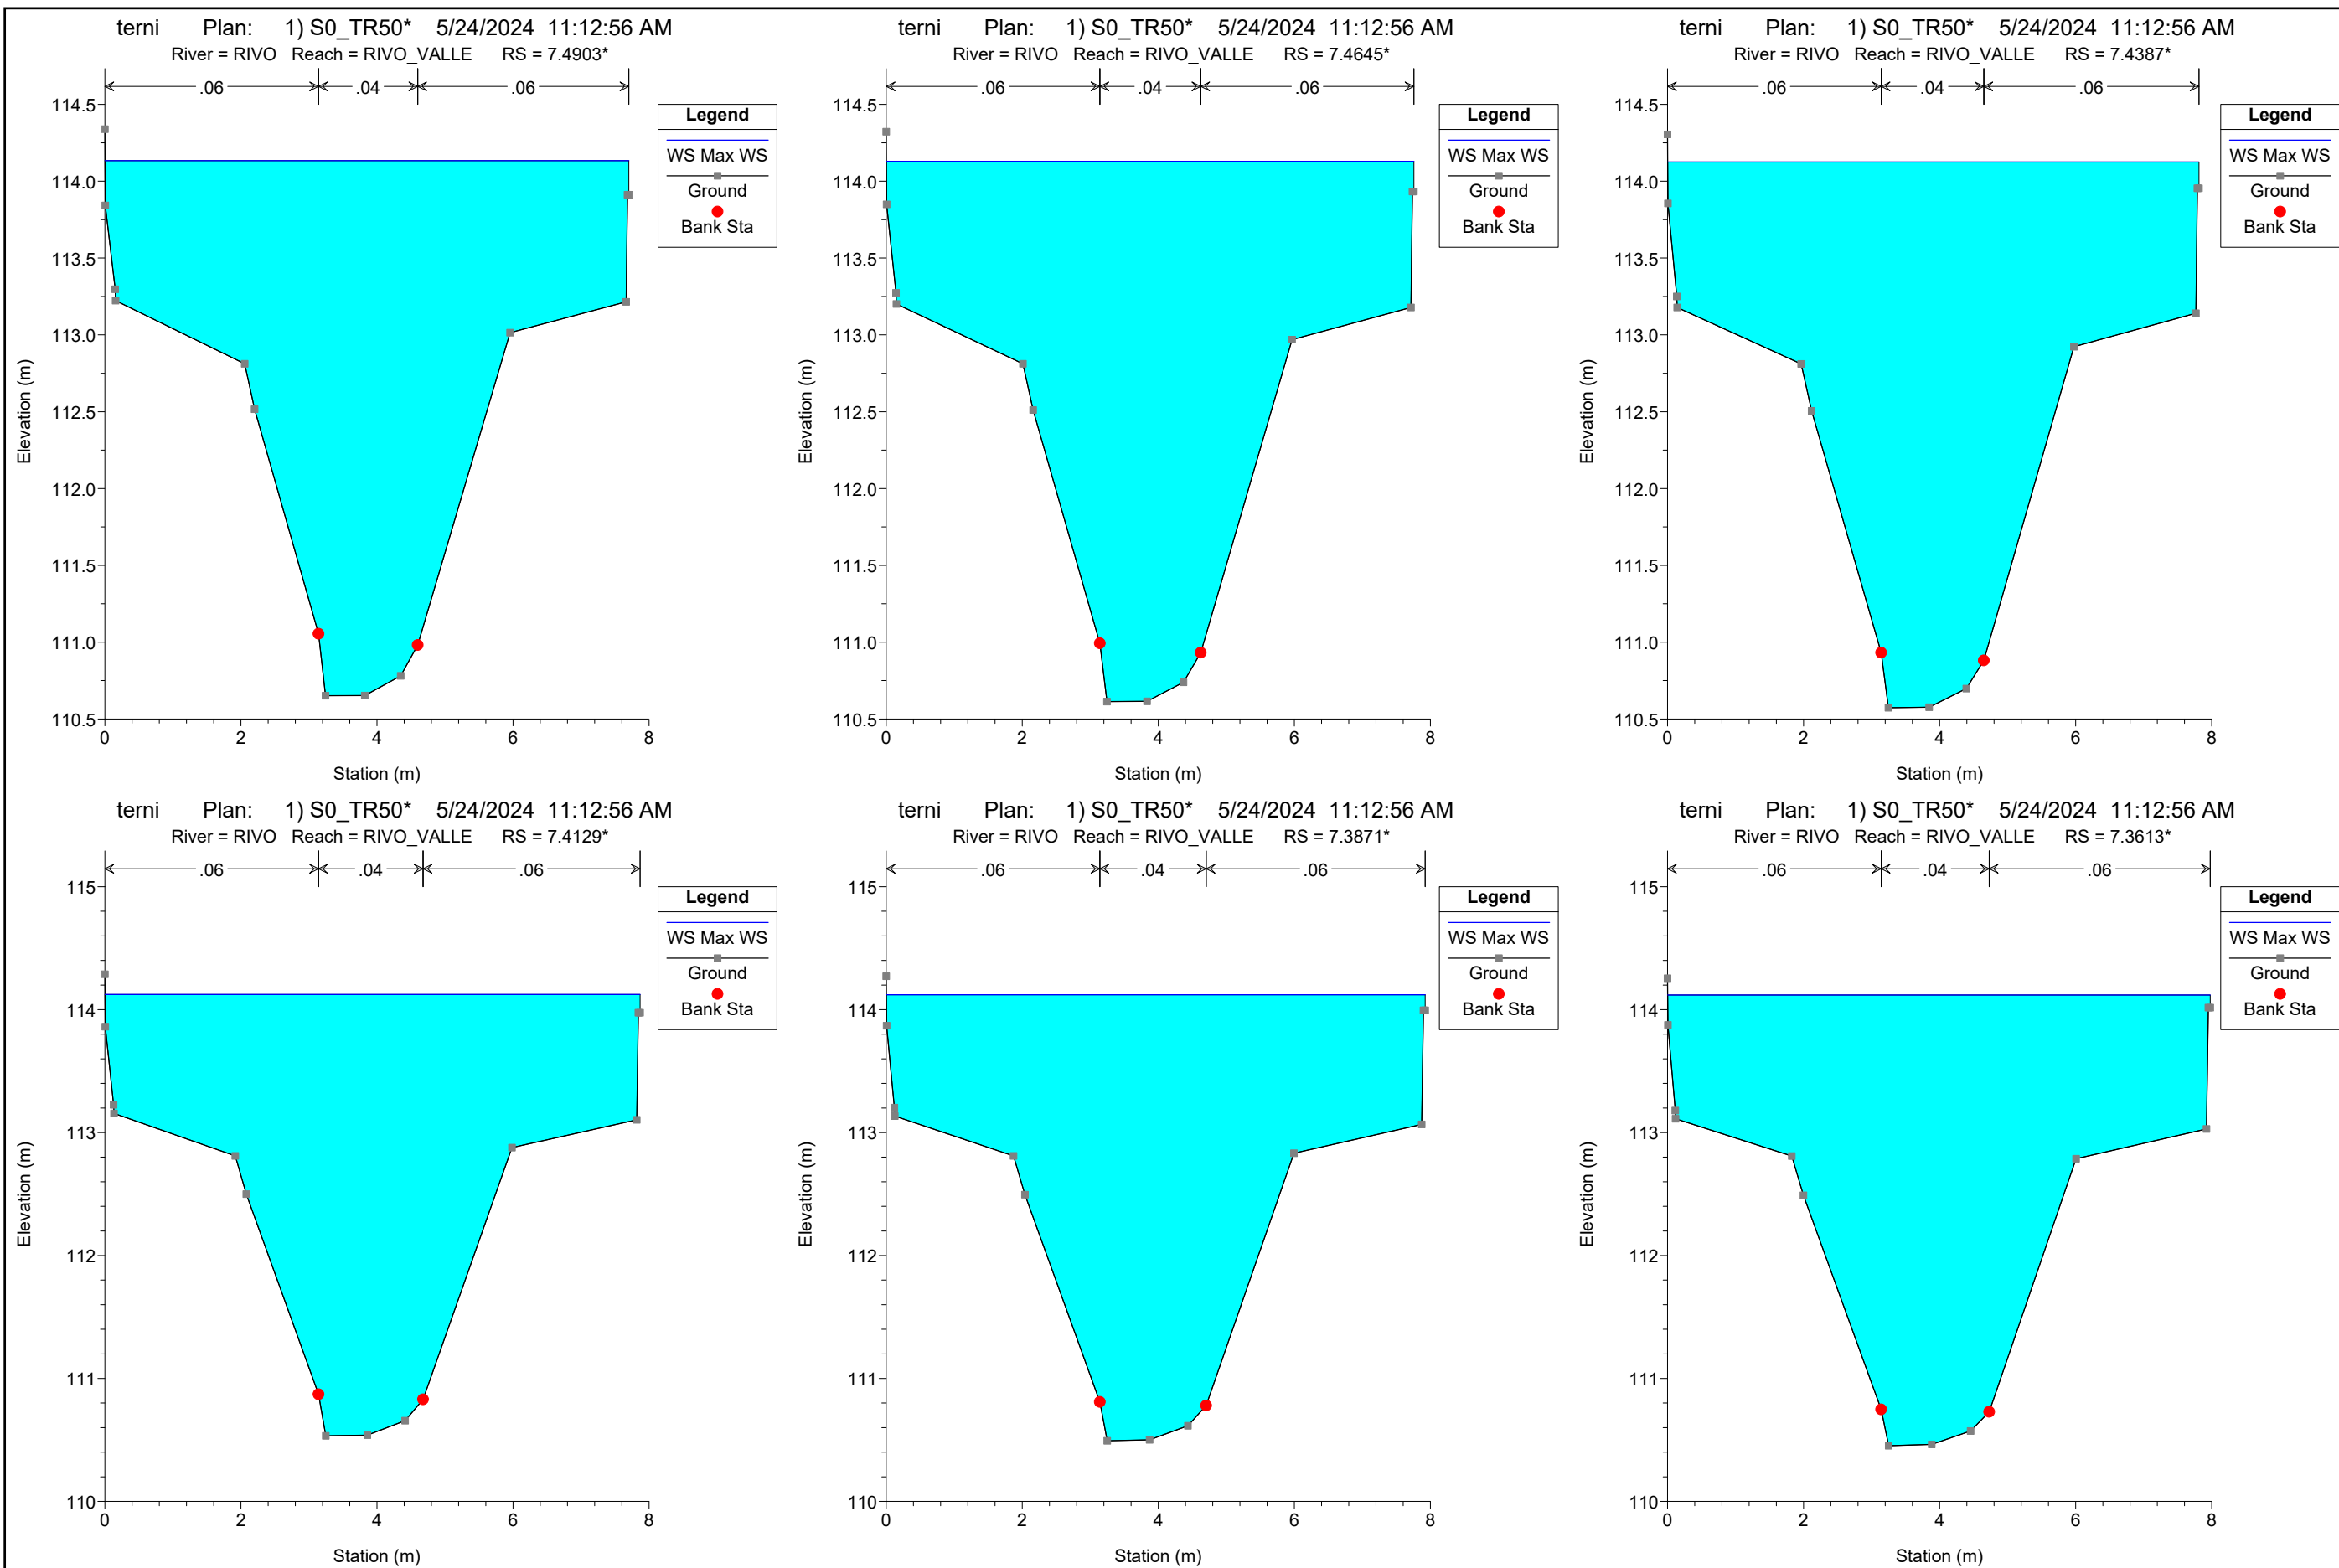 terni Plan: 1) S0_TR50* 5/24/2024 11:12:56 AM
River = RIVO Reach = RIVO_VALLE RS = 7.4903*
.06 .04 .06
Legend
WS Max WS
Ground
Bank Sta
114.5
114.0
113.5
113.0
112.5
112.0
111.5
111.0
110.5
0 2 4 6 8
Elevation (m)
Station (m)
terni Plan: 1) S0_TR50* 5/24/2024 11:12:56 AM
River = RIVO Reach = RIVO_VALLE RS = 7.4645*
.06 .04 .06
Legend
WS Max WS
Ground
Bank Sta
114.5
114.0
113.5
113.0
112.5
112.0
111.5
111.0
110.5
0 2 4 6 8
Elevation (m)
Station (m)
terni Plan: 1) S0_TR50* 5/24/2024 11:12:56 AM
River = RIVO Reach = RIVO_VALLE RS = 7.4387*
.06 .04 .06
Legend
WS Max WS
Ground
Bank Sta
114.5
114.0
113.5
113.0
112.5
112.0
111.5
111.0
110.5
0 2 4 6 8
Elevation (m)
Station (m)
terni Plan: 1) S0_TR50* 5/24/2024 11:12:56 AM
River = RIVO Reach = RIVO_VALLE RS = 7.4129*
.06 .04 .06
Legend
WS Max WS
Ground
Bank Sta
115
114
113
112
111
110
0 2 4 6 8
Elevation (m)
Station (m)
terni Plan: 1) S0_TR50* 5/24/2024 11:12:56 AM
River = RIVO Reach = RIVO_VALLE RS = 7.3871*
.06 .04 .06
Legend
WS Max WS
Ground
Bank Sta
115
114
113
112
111
110
0 2 4 6 8
Elevation (m)
Station (m)
terni Plan: 1) S0_TR50* 5/24/2024 11:12:56 AM
River = RIVO Reach = RIVO_VALLE RS = 7.3613*
.06 .04 .06
Legend
WS Max WS
Ground
Bank Sta
115
114
113
112
111
110
0 2 4 6 8
Elevation (m)
Station (m)